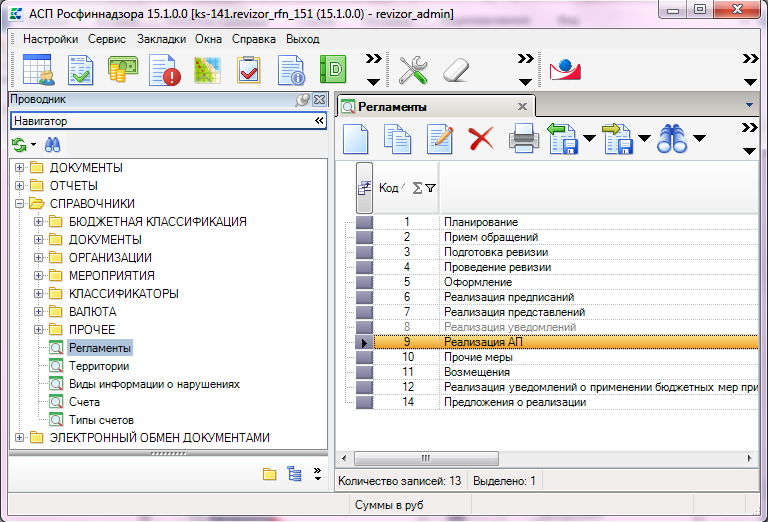 АСП Росфиннадзора 15.1.0.0 [ks-141.revizor_rfn_151 (15.1.0.0) - revizor_admin]
Настройки Сервис Закладки Окна Справка Выход
Проводник
Навигатор
ДОКУМЕНТЫ
ОТЧЕТЫ
СПРАВОЧНИКИ
БЮДЖЕТНАЯ КЛАССИФИКАЦИЯ
ДОКУМЕНТЫ
ОРГАНИЗАЦИИ
МЕРОПРИЯТИЯ
КЛАССИФИКАТОРЫ
ВАЛЮТА
ПРОЧЕЕ
Регламенты
Территории
Виды информации о нарушениях
Счета
Типы счетов
ЭЛЕКТРОННЫЙ ОБМЕН ДОКУМЕНТАМИ
Регламенты
Код
1 Планирование
2 Прием обращений
3 Подготовка ревизии
4 Проведение ревизии
5 Оформление
6 Реализация предписаний
7 Реализация представлений
8 Реализация уведомлений
9 Реализация АП
10 Прочие меры
11 Возмещения
12 Реализация уведомлений о применении бюджетных мер при
14 Предложения о реализации
Количество записей: 13 Выделено: 1
Суммы в руб